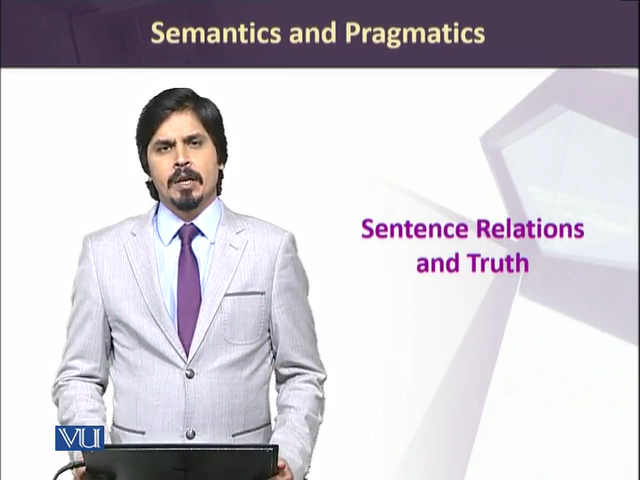 Semantics and Pragmatics
Sentence Relations
and Truth
VU